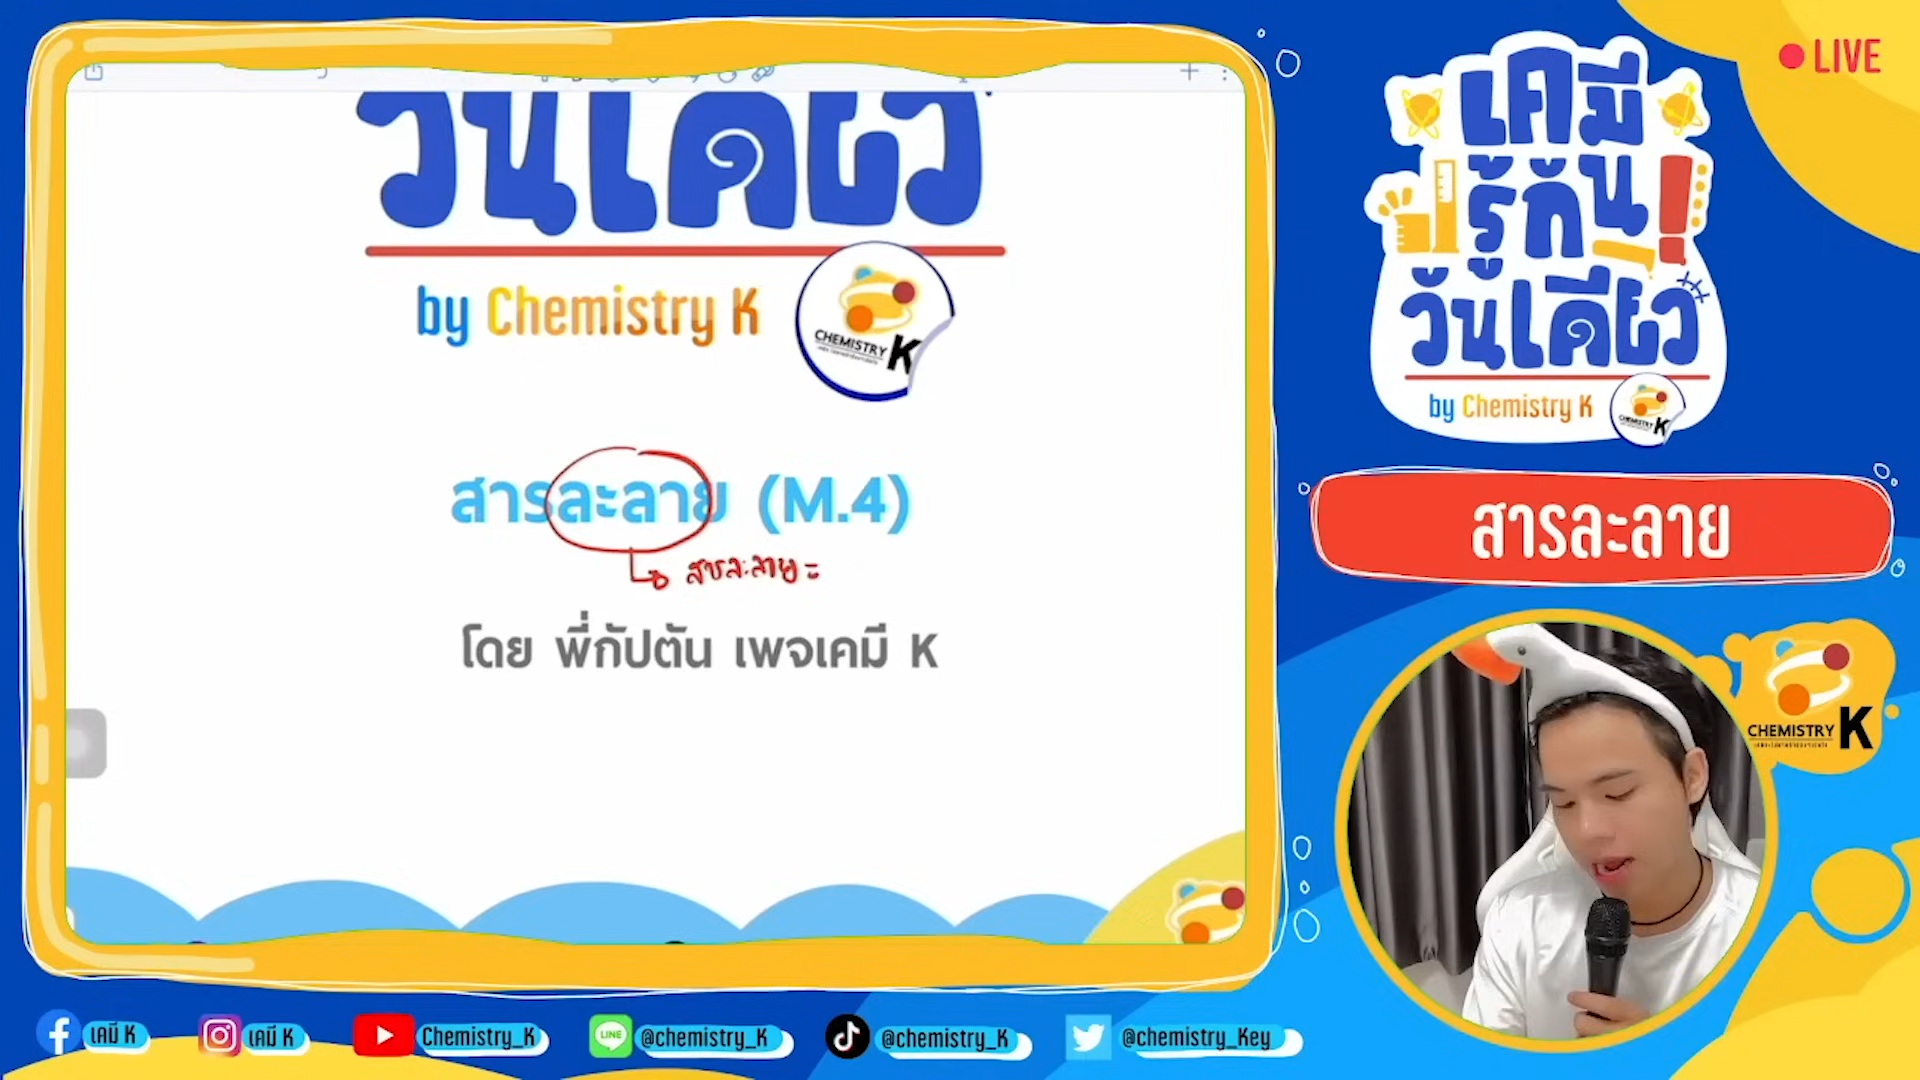 วันเดียว
by Chemistry K
CHEMISTRY K
สารละลาย (M.4)
สารละลาย =
โดย พี่กัปตัน เพจเคมี K
LIVE
เคมี
รู้กัน!
วันเดียว
by Chemistry K
CHEMISTRY K
สารละลาย
CHEMISTRY K
เคมี K
เคมี K
Chemistry_K
LINE
@chemistry_K
@chemistry_K
@chemistry_Key